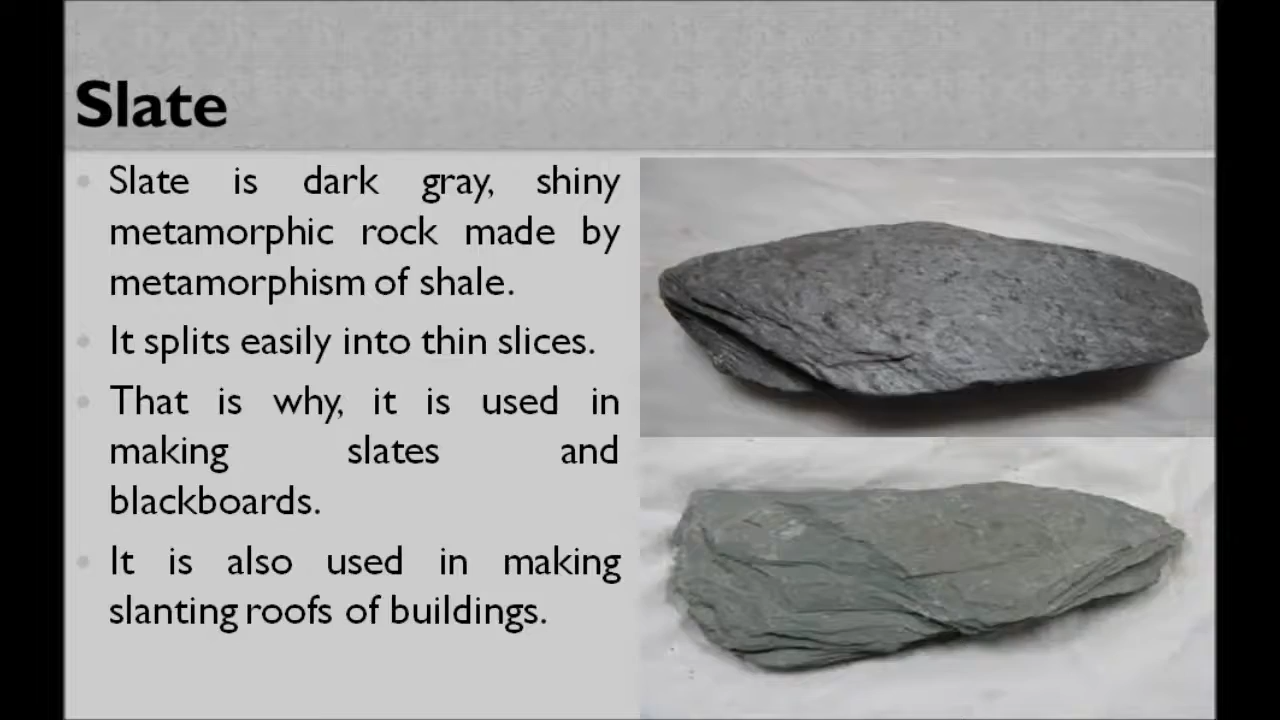 Slate
Slate is dark gray, shiny
metamorphic rock made by
metamorphism of shale.
It splits easily into thin slices.
That is why, it is used in
making slates and
blackboards.
It is also used in making
slanting roofs of buildings.